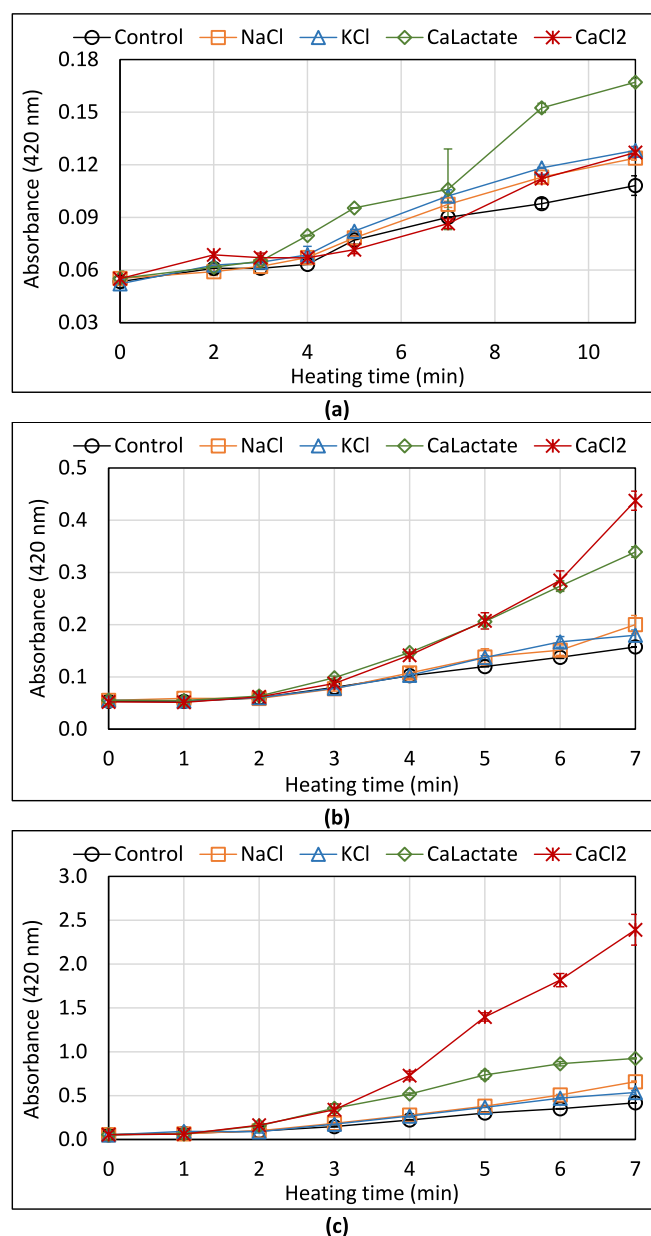 Control NaCl KCl CaLactate CaCl2
0.18
0.15
0.12
0.09
0.06
0.03
Absorbance (420 nm)
0 2 4 6 8 10
Heating time (min)
(a)
Control NaCl KCl CaLactate CaCl2
0.5
0.4
0.3
0.2
0.1
0.0
Absorbance (420 nm)
0 1 2 3 4 5 6 7
Heating time (min)
(b)
Control NaCl KCl CaLactate CaCl2
3.0
2.5
2.0
1.5
1.0
0.5
0.0
Absorbance (420 nm)
0 1 2 3 4 5 6 7
Heating time (min)
(c)